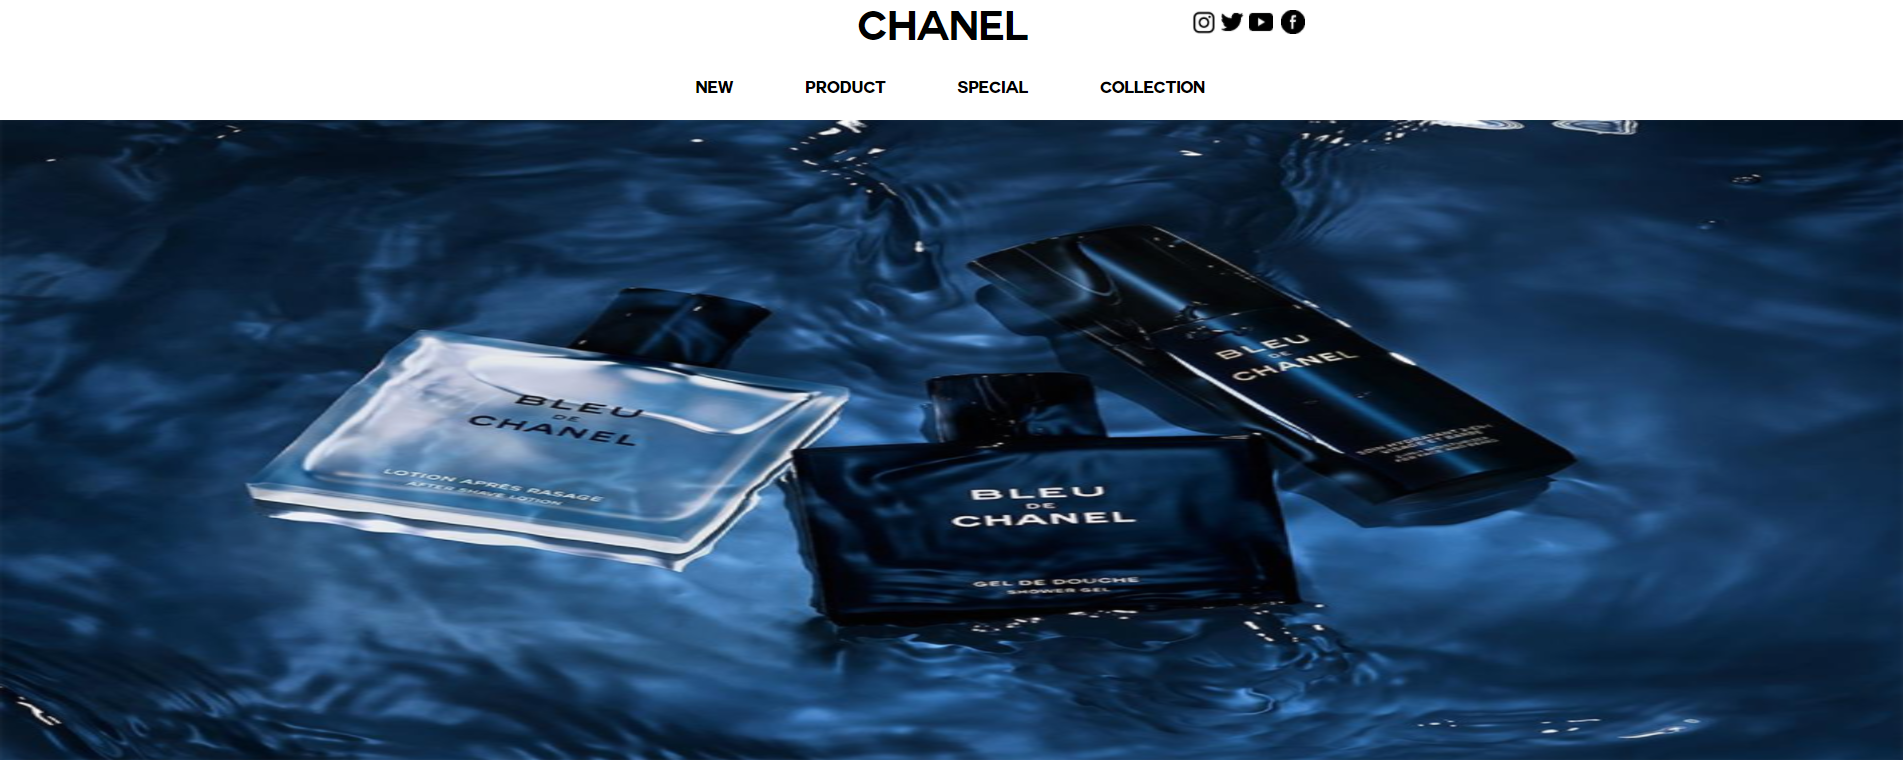 CHANEL
NEW PRODUCT SPECIAL COLLECTION
BLEU
DE
CHANEL
LOTION APRÈS RASAGE
AFTER SHAVE LOTION
BLEU
DE
CHANEL
GEL DE DOUCHE
SHOWER GEL
BLEU
DE
CHANEL